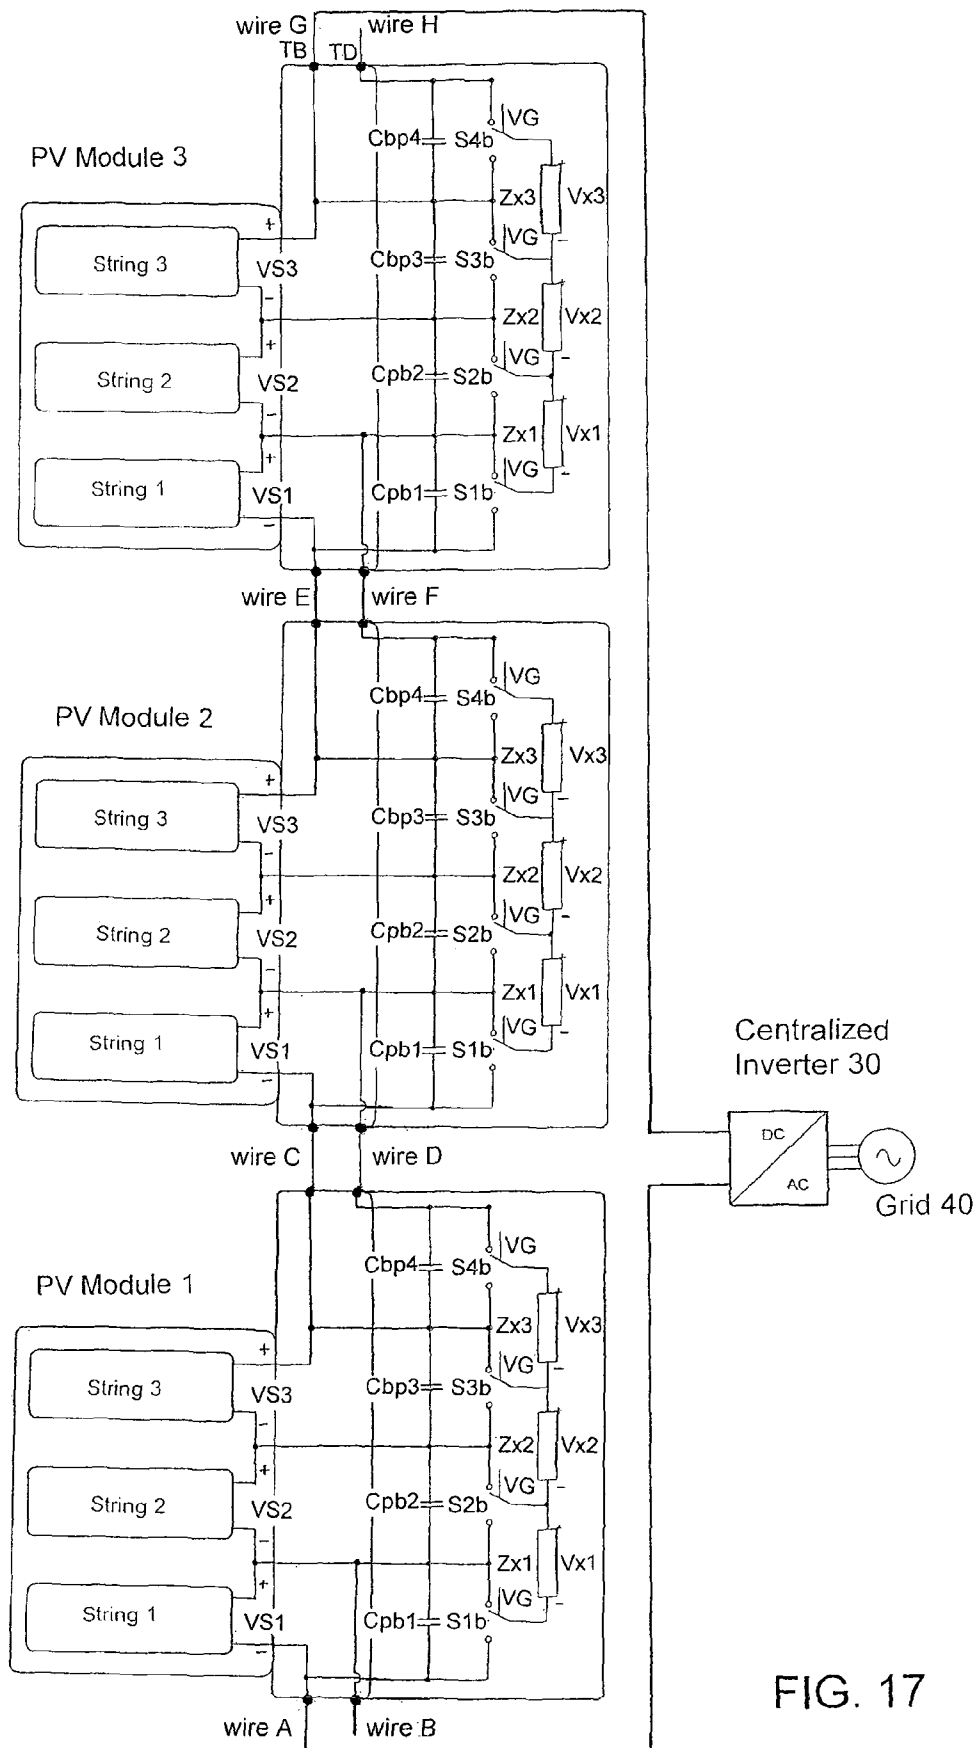 wire G wire H
TB TD
VG
Cbp4 S4b
PV Module 3
Zx3 Vx3
String 3 VS3 Cbp3 S3b VG
Zx2 Vx2
String 2 VS2 Cpb2 S2b VG
Zx1 Vx1
String 1 VS1 Cpb1 S1b VG
wire E wire F
VG
Cbp4 S4b
PV Module 2
Zx3 Vx3
VG
String 3 VS3 Cbp3 S3b
Zx2 Vx2
VG
String 2 VS2 Cpb2 S2b
Zx1 Vx1
VG
String 1 VS1 Cpb1 S1b
Centralized
Inverter 30
DC
AC
Grid 40
wire C wire D
VG
Cbp4 S4b
PV Module 1
Zx3 Vx3
VG
String 3 VS3 Cbp3 S3b
Zx2 Vx2
VG
String 2 VS2 Cpb2 S2b
Zx1 Vx1
VG
String 1 VS1 Cpb1 S1b
wire A wire B
FIG. 17